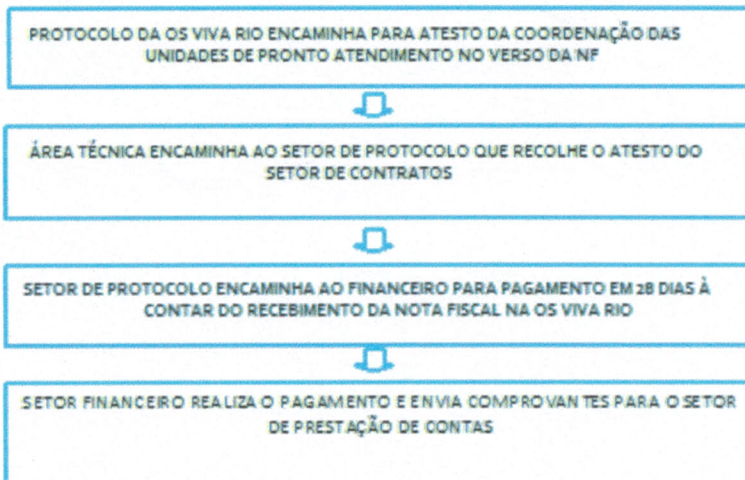 PROTOCOLO DA OS VIVA RIO ENCAMINHA PARA ATESTO DA COORDENAÇÃO DAS
UNIDADES DE PRONTO ATENDIMENTO NO VERSO DA NF
ÁREA TÉCNICA ENCAMINHA AO SETOR DE PROTOCOLO QUE RECOLHE O ATESTO DO
SETOR DE CONTRATOS
SETOR DE PROTOCOLO ENCAMINHA AO FINANCEIRO PARA PAGAMENTO EM 28 DIAS À
CONTAR DO RECEBIMENTO DA NOTA FISCAL NA OS VIVA RIO
SETOR FINANCEIRO REALIZA O PAGAMENTO E ENVIA COMPROVANTES PARA O SETOR
DE PRESTAÇÃO DE CONTAS